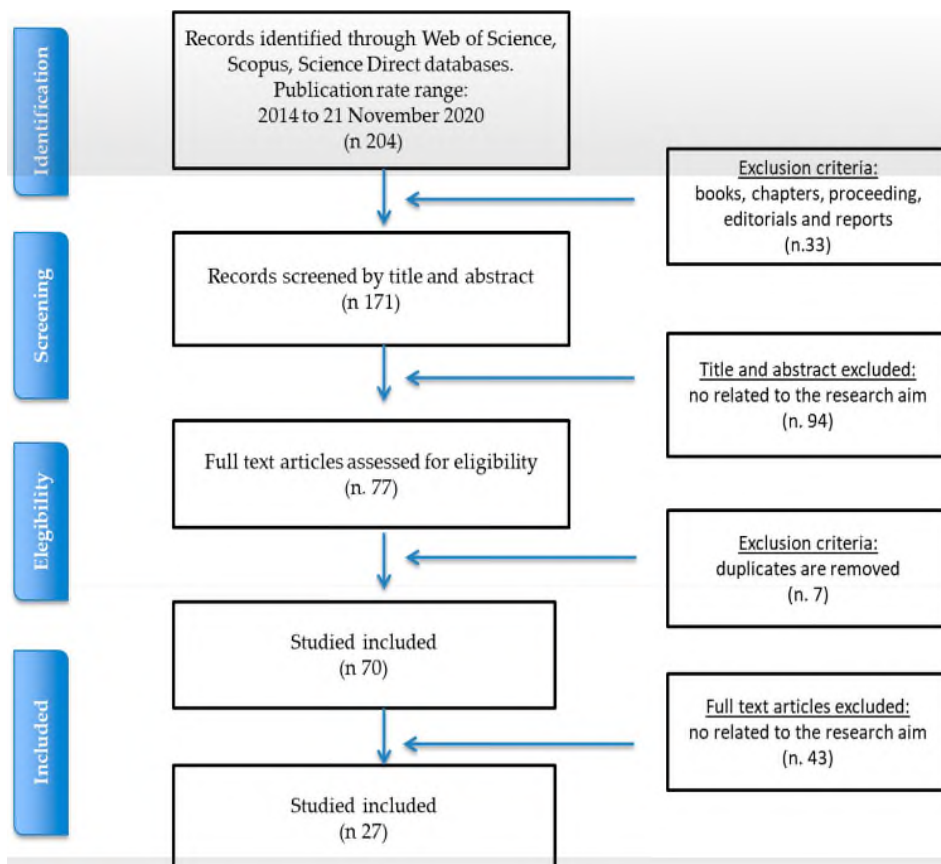 Identification
Records identified through Web of Science,
Scopus, Science Direct databases.
Publication rate range:
2014 to 21 November 2020
(n 204)
Exclusion criteria:
books, chapters, proceeding,
editorials and reports
(n.33)
Screening
Records screened by title and abstract
(n 171)
Title and abstract excluded:
no related to the research aim
(n. 94)
Elegibility
Full text articles assessed for eligibility
(n. 77)
Exclusion criteria:
duplicates are removed
(n. 7)
Included
Studied included
(n 70)
Full text articles excluded:
no related to the research aim
(n. 43)
Studied included
(n 27)